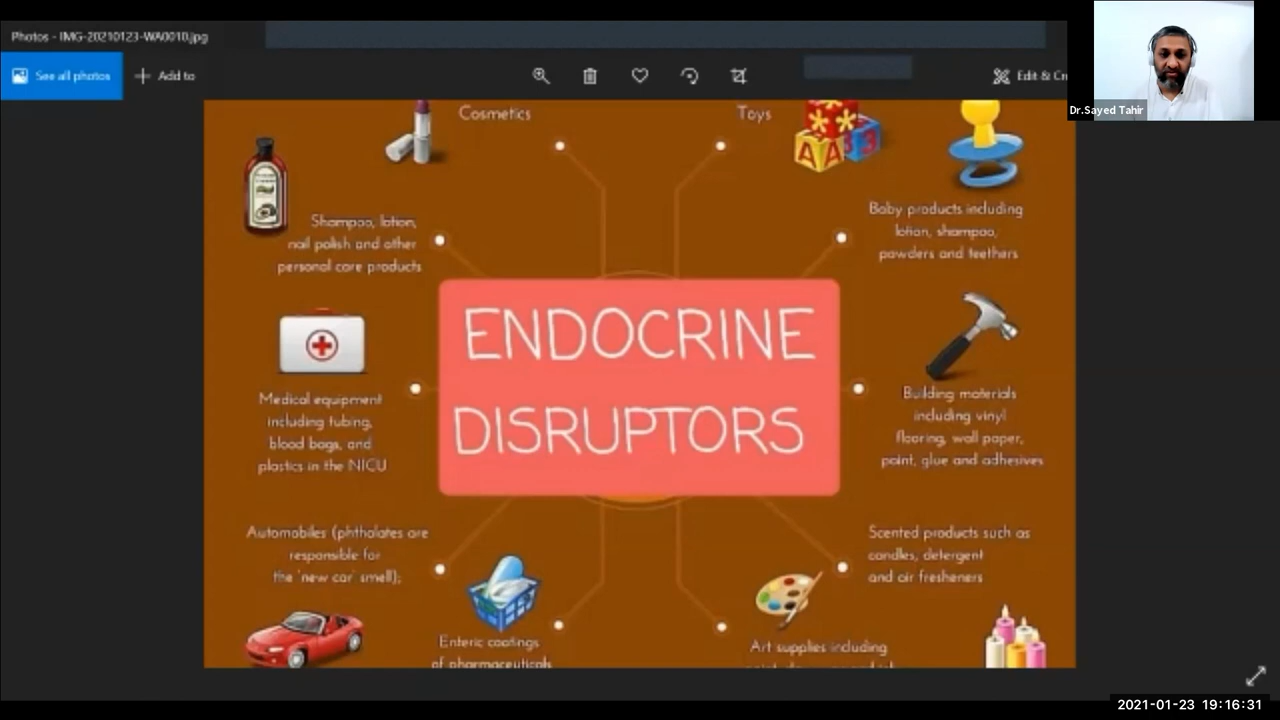 Photos - IMG-20210123-WA0010.jpg
See all photos
Add to
Edit & Cr
Dr.Sayed Tahir
Cosmetics
Toys
Shampoo, lotion,
nail polish and other
personal care products
Baby products including
lotion, shampoo,
powders and teethers
ENDOCRINE
DISRUPTORS
Medical equipment
including tubing,
blood bags, and
plastics in the NICU
Building materials
including vinyl
flooring, wall paper,
paint, glue and adhesives
Automobiles (phthalates are
responsible for
the 'new car' smell);
Scented products such as
candles, detergent
and air fresheners
Enteric coatings
of pharmaceuticals
Art supplies including
A A 3
2021-01-23 19:16:31